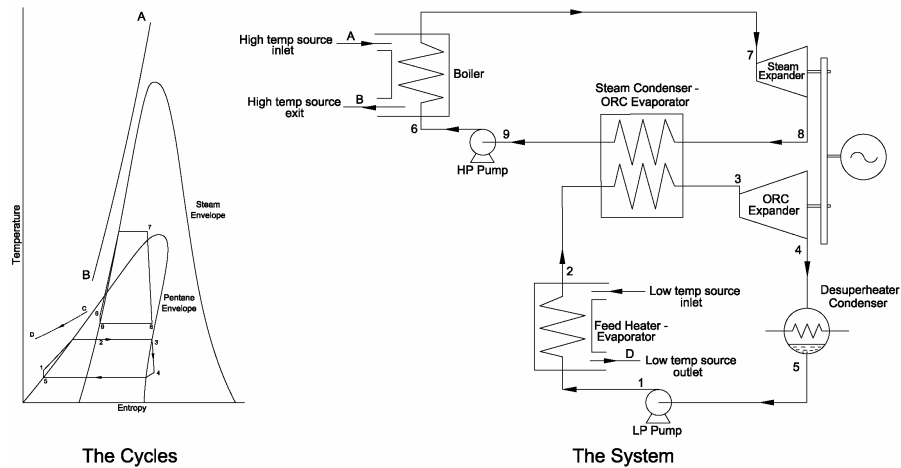 A
Temperature
Steam
Envelope
7
Pentane
Envelope
B
C
D
9
6
8
2
3
1
5
4
Entropy
The Cycles
High temp source
inlet
A
Boiler
High temp source
exit
B
6
9
HP Pump
Steam Condenser -
ORC Evaporator
7
Steam
Expander
8
3
ORC
Expander
4
2
Low temp source
inlet
Feed Heater -
Evaporator
D
Low temp source
outlet
Desuperheater
Condenser
5
1
LP Pump
The System